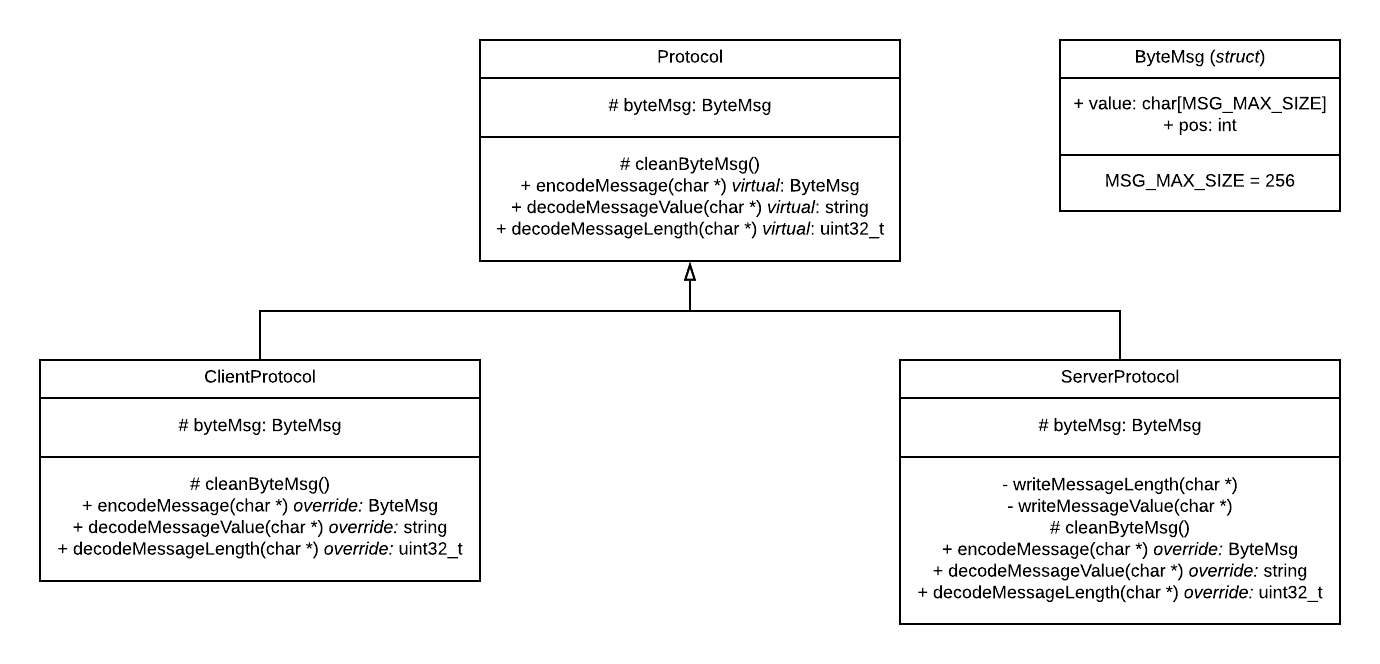 Protocol
# byteMsg: ByteMsg
# cleanByteMsg()
+ encodeMessage(char *) virtual: ByteMsg
+ decodeMessageValue(char *) virtual: string
+ decodeMessageLength(char *) virtual: uint32_t
ByteMsg (struct)
+ value: char[MSG_MAX_SIZE]
+ pos: int
MSG_MAX_SIZE = 256
ClientProtocol
# byteMsg: ByteMsg
# cleanByteMsg()
+ encodeMessage(char *) override: ByteMsg
+ decodeMessageValue(char *) override: string
+ decodeMessageLength(char *) override: uint32_t
ServerProtocol
# byteMsg: ByteMsg
- writeMessageLength(char *)
- writeMessageValue(char *)
# cleanByteMsg()
+ encodeMessage(char *) override: ByteMsg
+ decodeMessageValue(char *) override: string
+ decodeMessageLength(char *) override: uint32_t